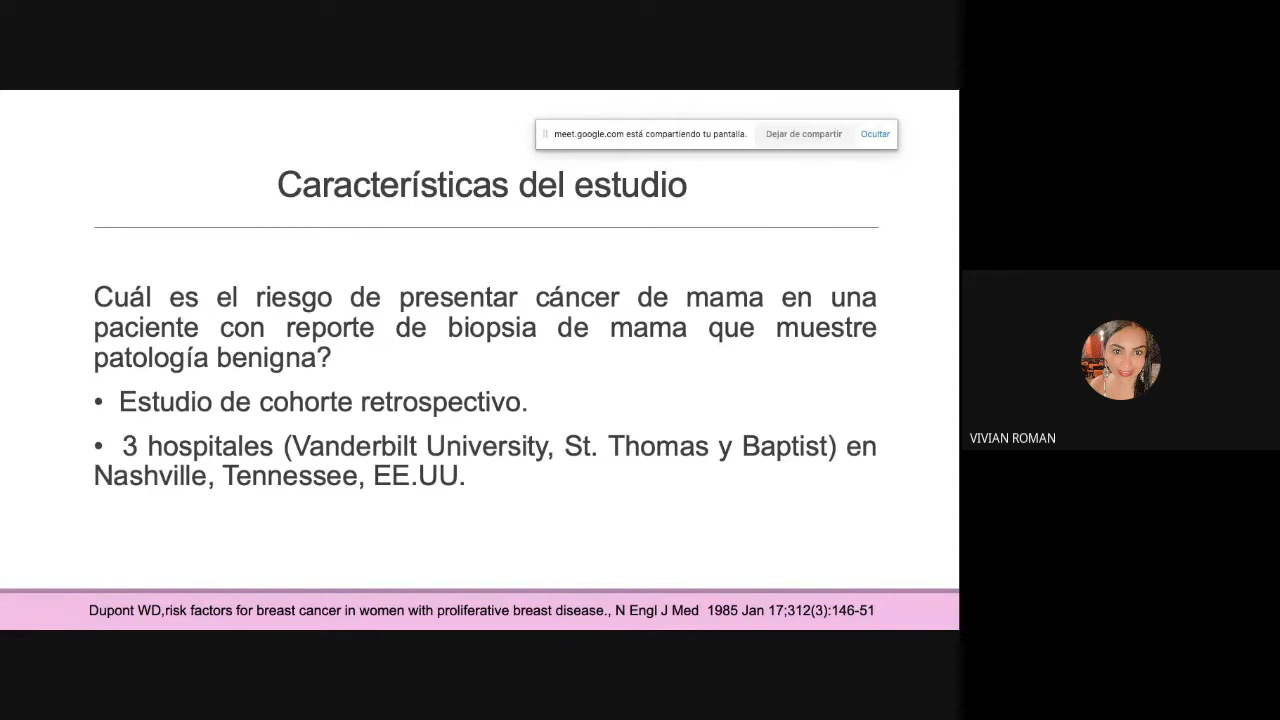 meet.google.com está compartiendo tu pantalla. Dejar de compartir Ocultar
Características del estudio
Cuál es el riesgo de presentar cáncer de mama en una
paciente con reporte de biopsia de mama que muestre
patología benigna?
• Estudio de cohorte retrospectivo.
• 3 hospitales (Vanderbilt University, St. Thomas y Baptist) en
Nashville, Tennessee, EE.UU.
Dupont WD,risk factors for breast cancer in women with proliferative breast disease., N Engl J Med 1985 Jan 17;312(3):146-51
VIVIAN ROMAN